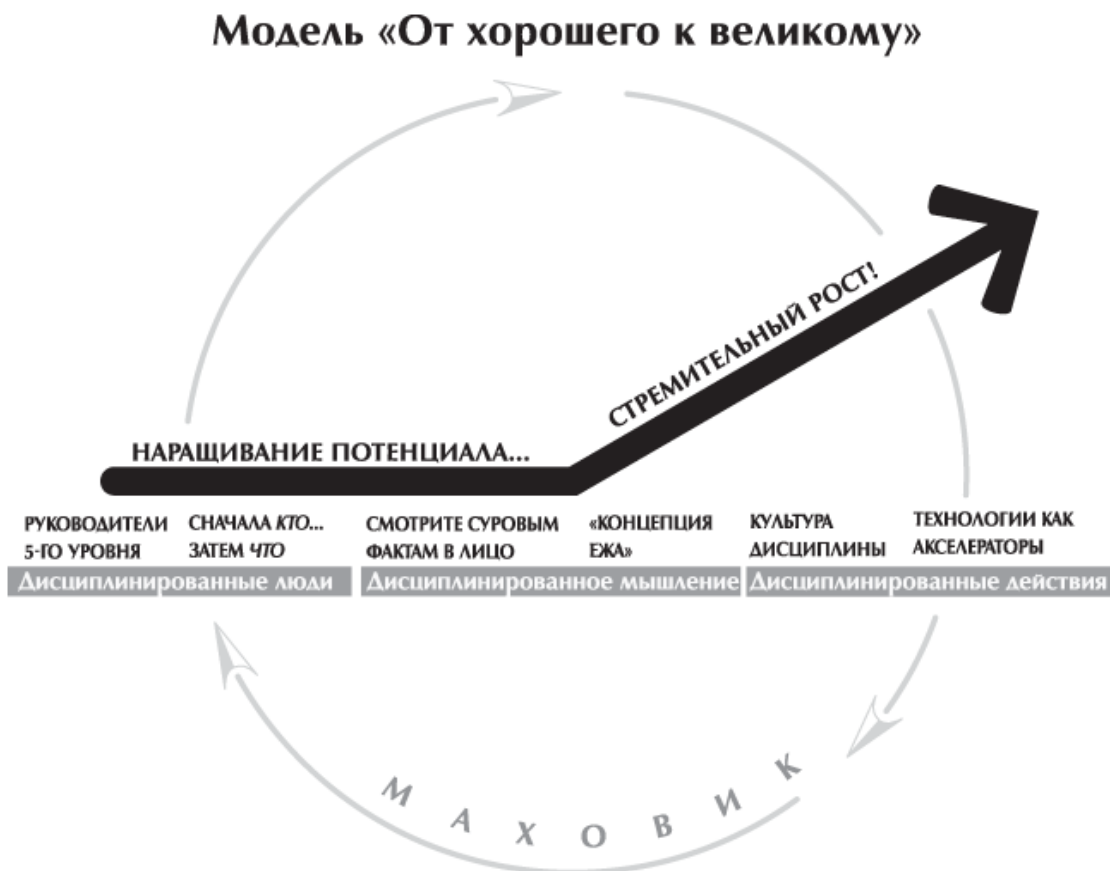 Модель «От хорошего к великому»
СТРЕМИТЕЛЬНЫЙ РОСТ!
НАРАЩИВАНИЕ ПОТЕНЦИАЛА...
РУКОВОДИТЕЛИ
5-ГО УРОВНЯ
СНАЧАЛА КТО...
ЗАТЕМ ЧТО
СМОТРИТЕ СУРОВЫМ
ФАКТАМ В ЛИЦО
«КОНЦЕПЦИЯ
ЕЖА»
КУЛЬТУРА
ДИСЦИПЛИНЫ
ТЕХНОЛОГИИ КАК
АКСЕЛЕРАТОРЫ
Дисциплинированные люди
Дисциплинированное мышление
Дисциплинированные действия
МАХОВИК